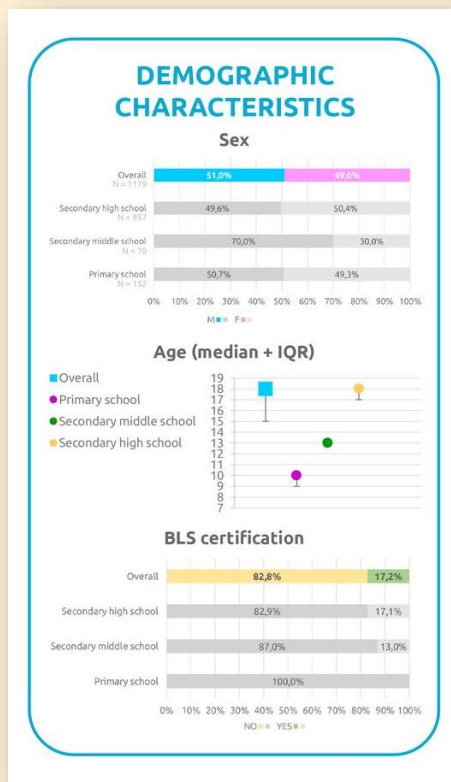 DEMOGRAPHIC
CHARACTERISTICS
Sex
Overall
N = 1179
51,0% 49,0%
Secondary high school
N = 957
49,6% 50,4%
Secondary middle school
N = 70
70,0% 30,0%
Primary school
N = 152
50,7% 49,3%
0% 10% 20% 30% 40% 50% 60% 70% 80% 90% 100%
M F
Age (median + IQR)
Overall
Primary school
Secondary middle school
Secondary high school
19
18
17
16
15
14
13
12
11
10
9
8
7
BLS certification
Overall 82,8% 17,2%
Secondary high school 82,9% 17,1%
Secondary middle school 87,0% 13,0%
Primary school 100,0%
0% 10% 20% 30% 40% 50% 60% 70% 80% 90% 100%
NO YES